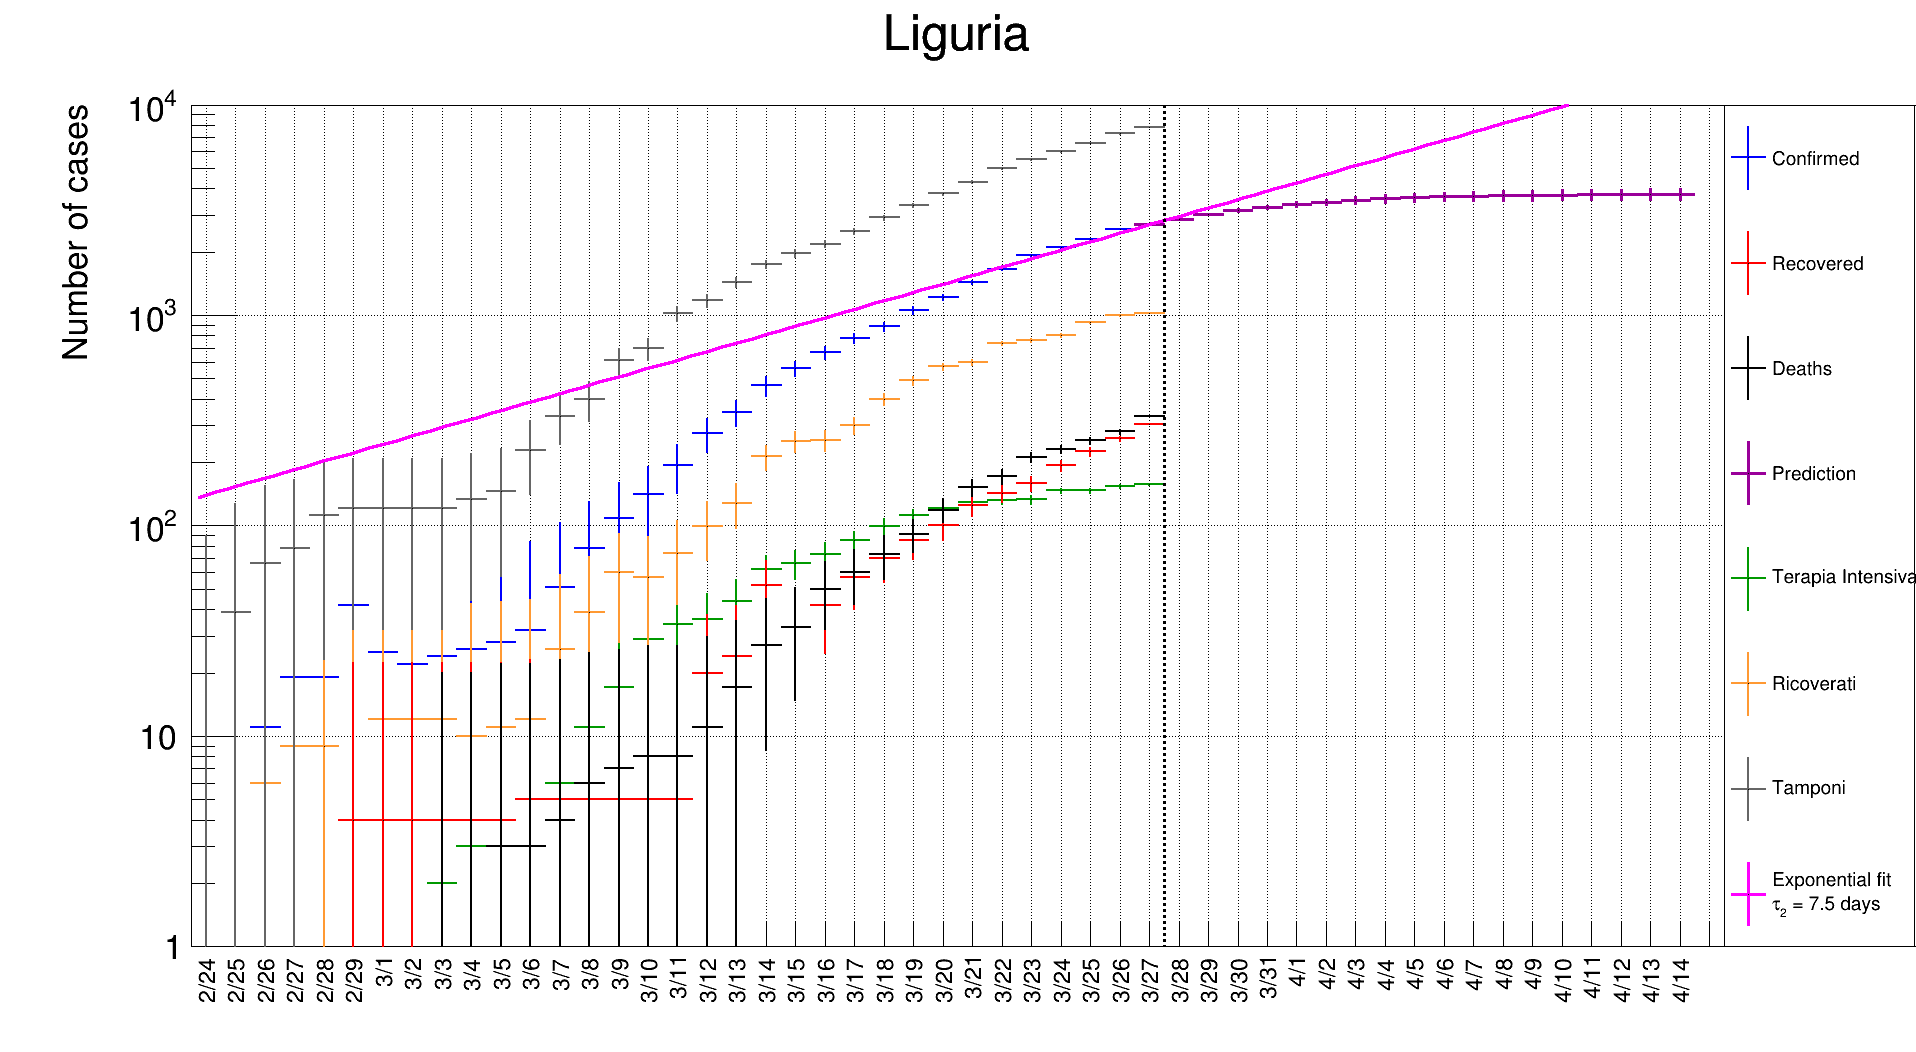 Liguria
Number of cases
10^4
10^3
10^2
10
1
2/24 2/25 2/26 2/27 2/28 2/29 3/1 3/2 3/3 3/4 3/5 3/6 3/7 3/8 3/9 3/10 3/11 3/12 3/13 3/14 3/15 3/16 3/17 3/18 3/19 3/20 3/21 3/22 3/23 3/24 3/25 3/26 3/27 3/28 3/29 3/30 3/31 4/1 4/2 4/3 4/4 4/5 4/6 4/7 4/8 4/9 4/10 4/11 4/12 4/13 4/14
Confirmed
Recovered
Deaths
Prediction
Terapia Intensiva
Ricoverati
Tamponi
Exponential fit
τ_2 = 7.5 days